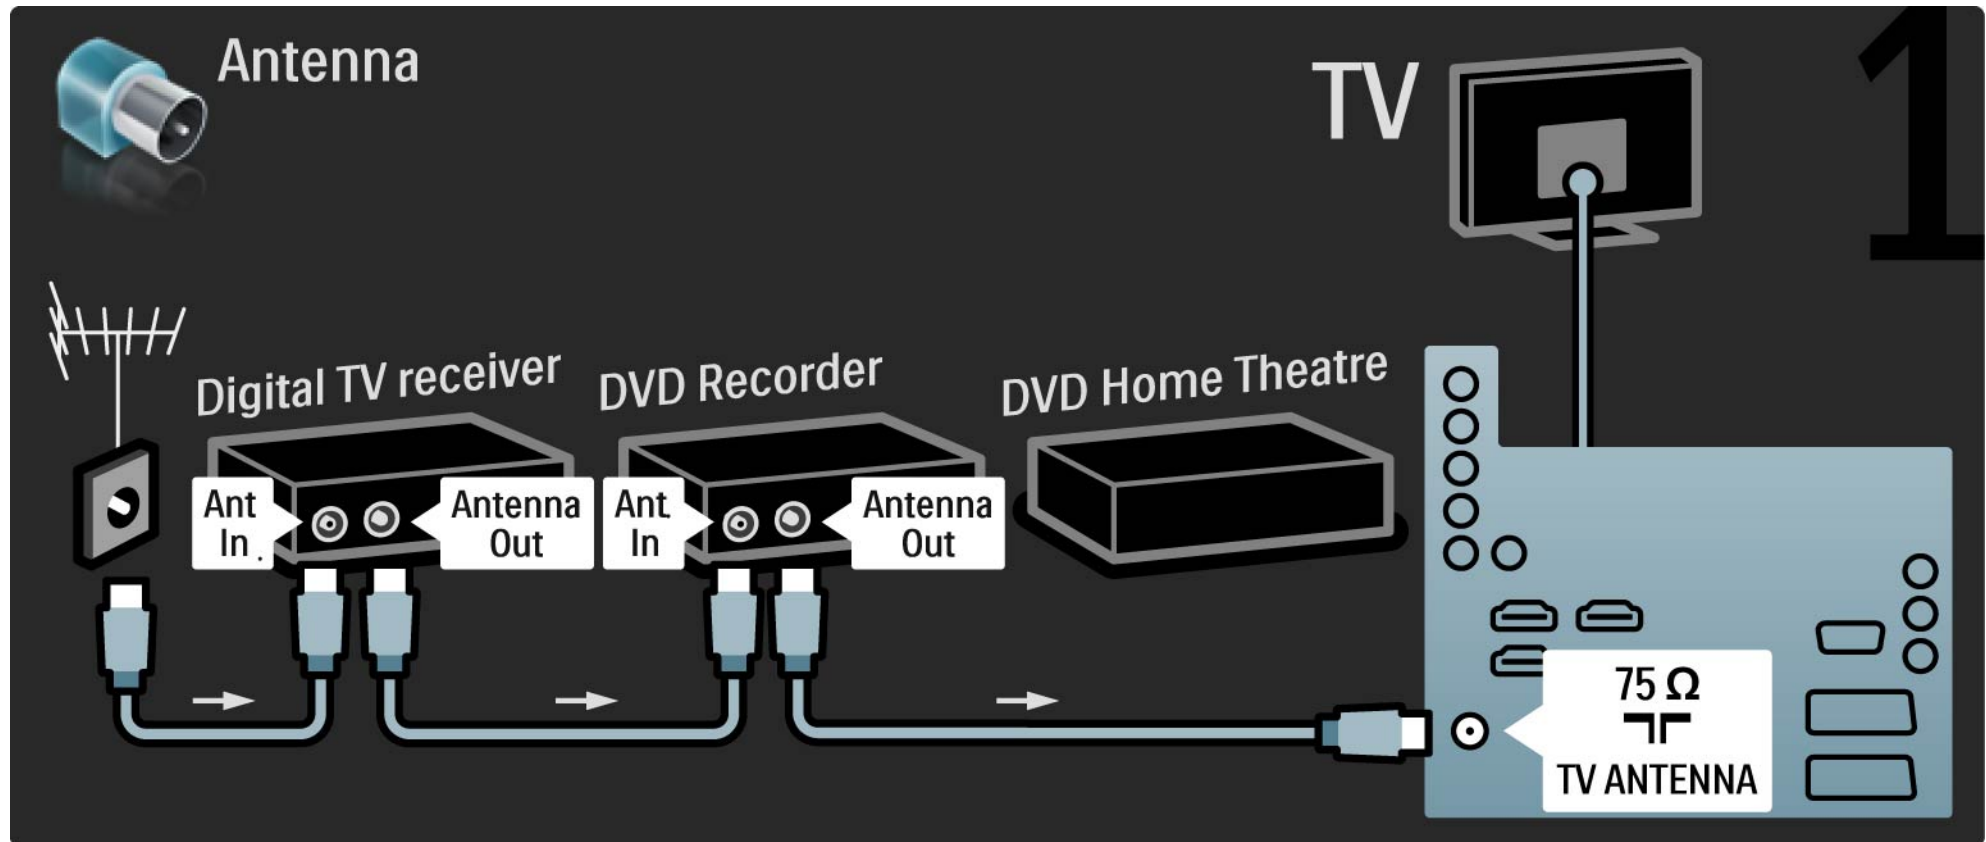 Antenna
TV
1
Digital TV receiver
DVD Recorder
DVD Home Theatre
Ant
In .
Antenna
Out
Ant.
In
Antenna
Out
75 Ω
TV ANTENNA